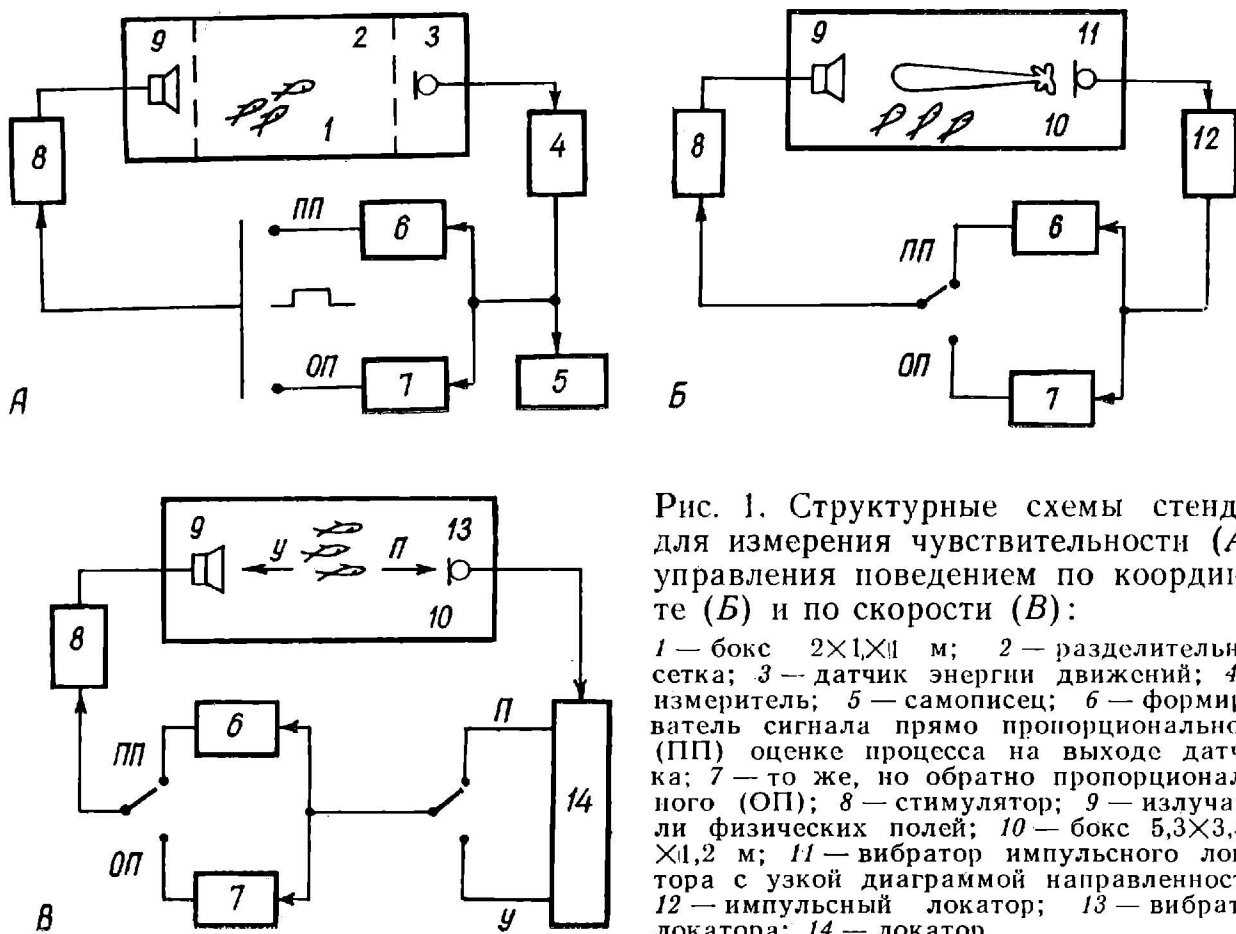 9 2 3
8 1 4
ПП 6
ОП 7 5
А
9 11
8 10 12
ПП 6
ОП 7
Б
9 У П 13
8 10
ПП 6 П
14
ОП 7 У
В
Рис. 1. Структурные схемы стенд
для измерения чувствительности (А
управления поведением по коорди
те (Б) и по скорости (В):
1 — бокс 2×1,×1 м; 2 — разделительн
сетка; 3 — датчик энергии движений; 4
измеритель; 5 — самописец; 6 — формир
ватель сигнала прямо пропорционально
(ПП) оценке процесса на выходе датч
ка; 7 — то же, но обратно пропорционал
ного (ОП); 8 — стимулятор; 9 — излуча
ли физических полей; 10 — бокс 5,3×3,
×1,2 м; 11 — вибратор импульсного ло
тора с узкой диаграммой направленност
12 — импульсный локатор; 13 — вибрат
локатора; 14 — локатор